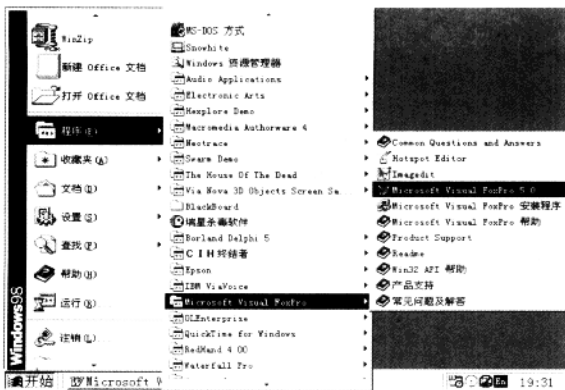 WinZip
新建 Office 文档
打开 Office 文档
程序(P)
收藏夹(A)
文档(D)
设置(S)
查找(F)
帮助(H)
运行(R)
注销(L)
Windows98
开始
Microsoft W
MS-DOS 方式
Snowhite
Windows 资源管理器
Audio Applications
Electronic Arts
Hexplore Demo
Macromedia Authorware 4
Neotrace
Swarm Demo
The House Of The Dead
Via Nova 3D Objects Screen Sa...
BlackBoard
瑞星杀毒软件
Borland Delphi 5
CIH终结者
Epson
IBM ViaVoice
Microsoft Visual FoxPro
OLEnterprise
QuickTime for Windows
RedHand 4 00
Waterfall Pro
Common Questions and Answers
Hotspot Editor
Imagedit
Microsoft Visual FoxPro 5.0
Microsoft Visual FoxPro 安装程序
Microsoft Visual FoxPro 帮助
Product Support
Readme
Win32 API 帮助
产品支持
常见问题及解答
En
19:31